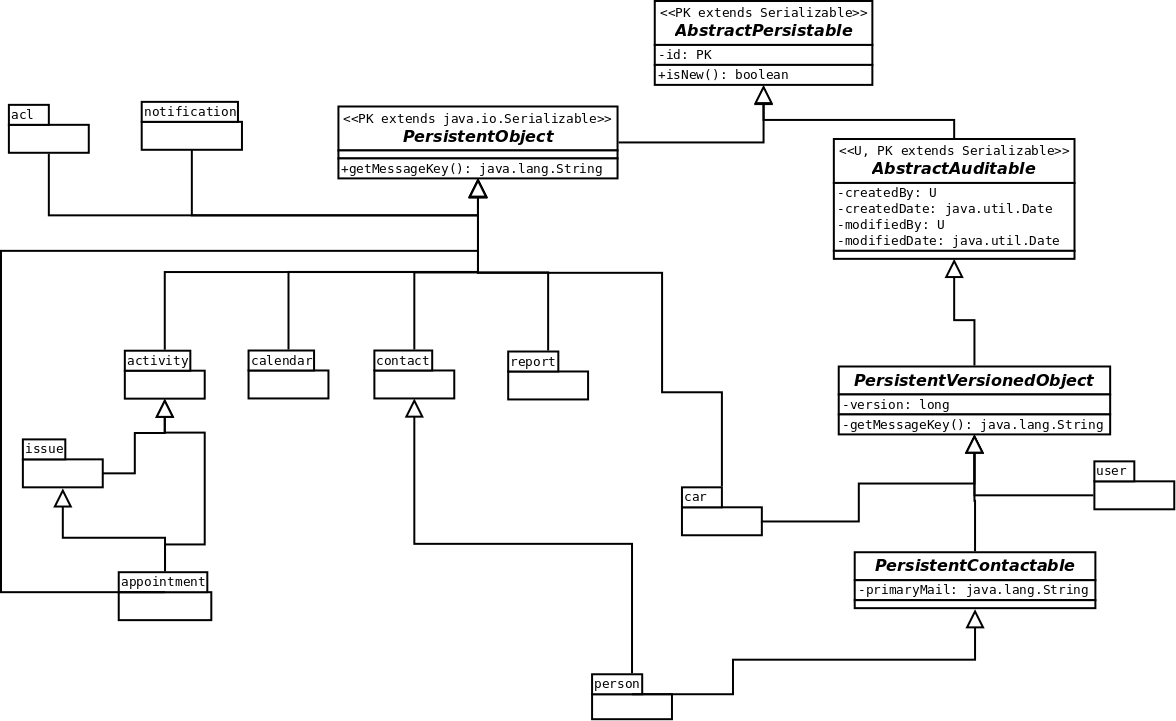 <<PK extends Serializable>>
AbstractPersistable
-id: PK
+isNew(): boolean
acl
notification
<<PK extends java.io.Serializable>>
PersistentObject
+getMessageKey(): java.lang.String
<<U, PK extends Serializable>>
AbstractAuditable
-createdBy: U
-createdDate: java.util.Date
-modifiedBy: U
-modifiedDate: java.util.Date
activity
calendar
contact
report
PersistentVersionedObject
-version: long
-getMessageKey(): java.lang.String
issue
car
user
appointment
PersistentContactable
-primaryMail: java.lang.String
person